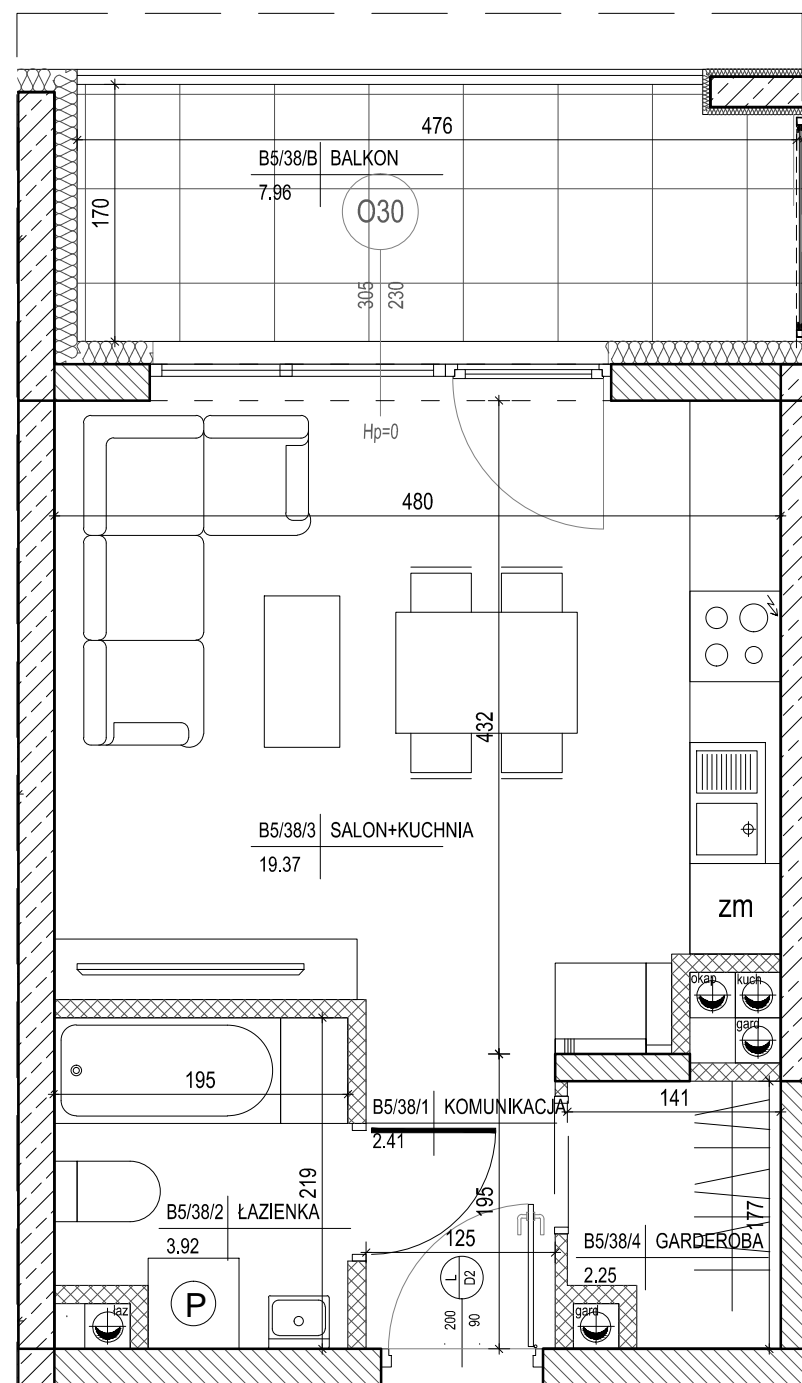 476
B5/38/B BALKON
7.96
O30
170
305
230
Hp=0
480
432
B5/38/3 SALON+KUCHNIA
19.37
zm
okap
kuch
gard
195
B5/38/1 KOMUNIKACJA
2.41
141
219
195
177
B5/38/2 ŁAZIENKA
3.92
125
B5/38/4 GARDEROBA
2.25
L
D2
200
90
P
łaz
gard